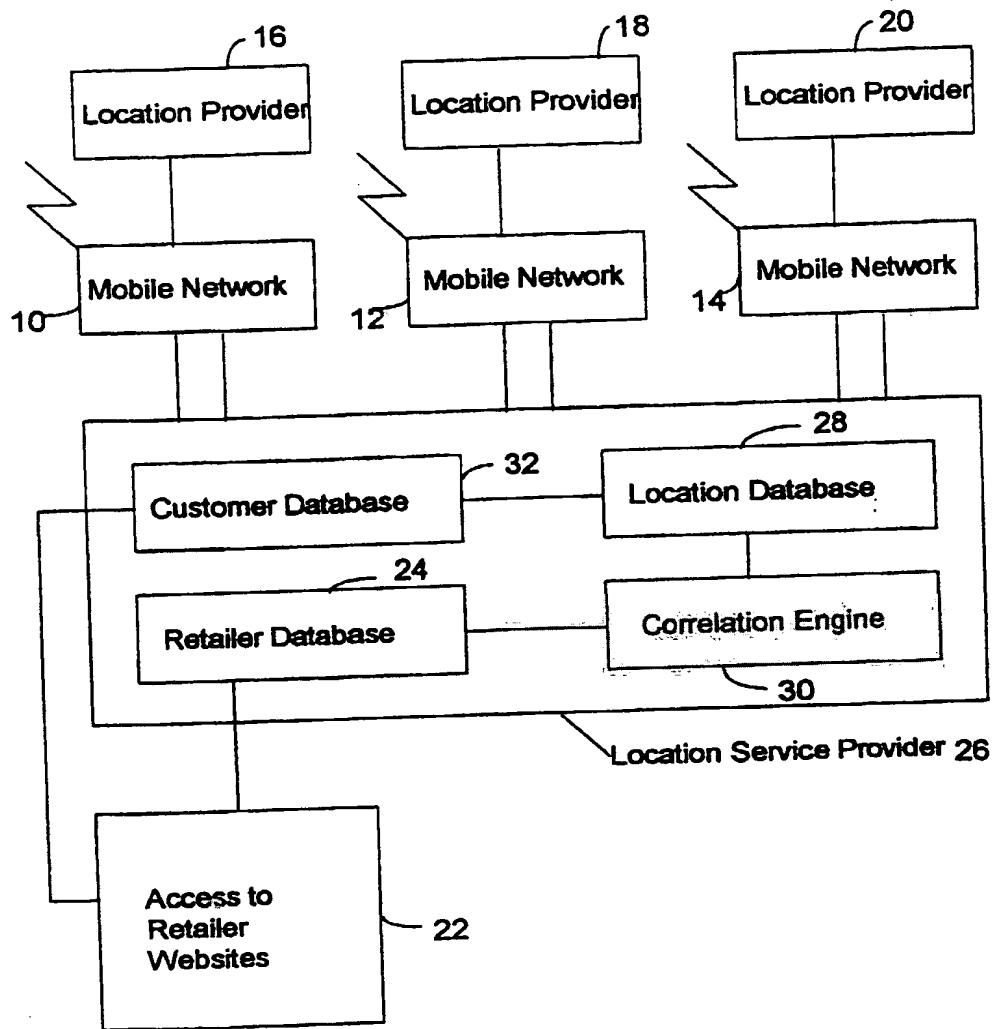 16
18
20
Location Provider
Location Provider
Location Provider
Mobile Network
Mobile Network
Mobile Network
10
12
14
28
32
Customer Database
Location Database
24
Retailer Database
Correlation Engine
30
Location Service Provider 26
Access to
Retailer
Websites
22